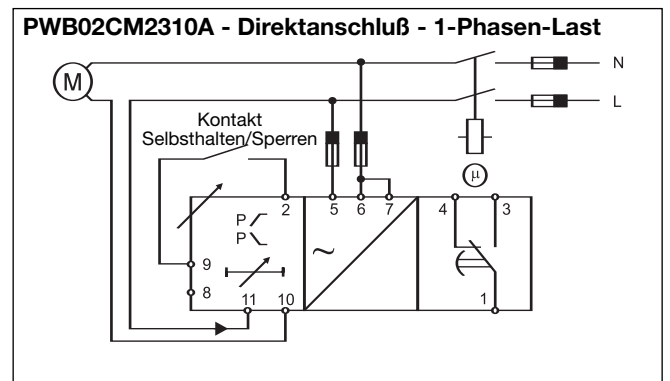 PWB02CM2310A - Direktanschluß - 1-Phasen-Last
N
M
L
Kontakt
Selbsthalten/Sperren
μ
2
5
6
7
4
3
P
P
~
9
8
11
10
1